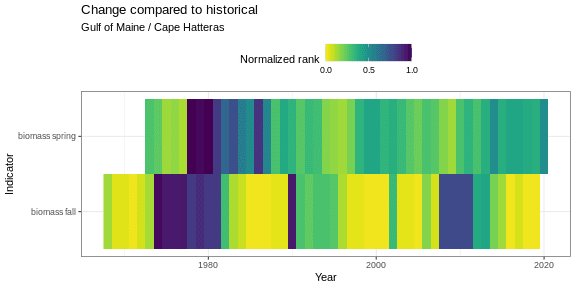 Change compared to historical
Gulf of Maine / Cape Hatteras
Normalized rank
0.0 0.5 1.0
biomass spring
biomass fall
Indicator
1980 2000 2020
Year